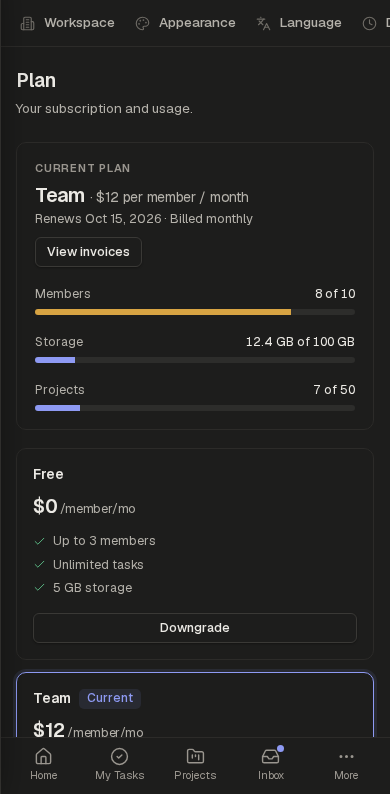 Workspace Appearance Language D
Plan
Your subscription and usage.
CURRENT PLAN
Team · $12 per member / month
Renews Oct 15, 2026 · Billed monthly
View invoices
Members 8 of 10
Storage 12.4 GB of 100 GB
Projects 7 of 50
Free
$0 /member/mo
Up to 3 members
Unlimited tasks
5 GB storage
Downgrade
Team Current
$12 /member/mo
Home My Tasks Projects Inbox More